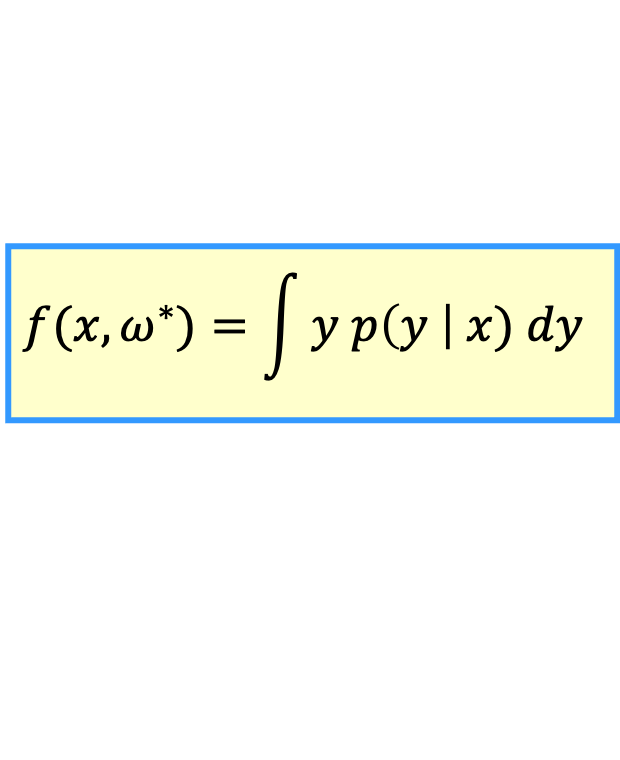 f(x, ω*) = ∫ y p(y | x) dy